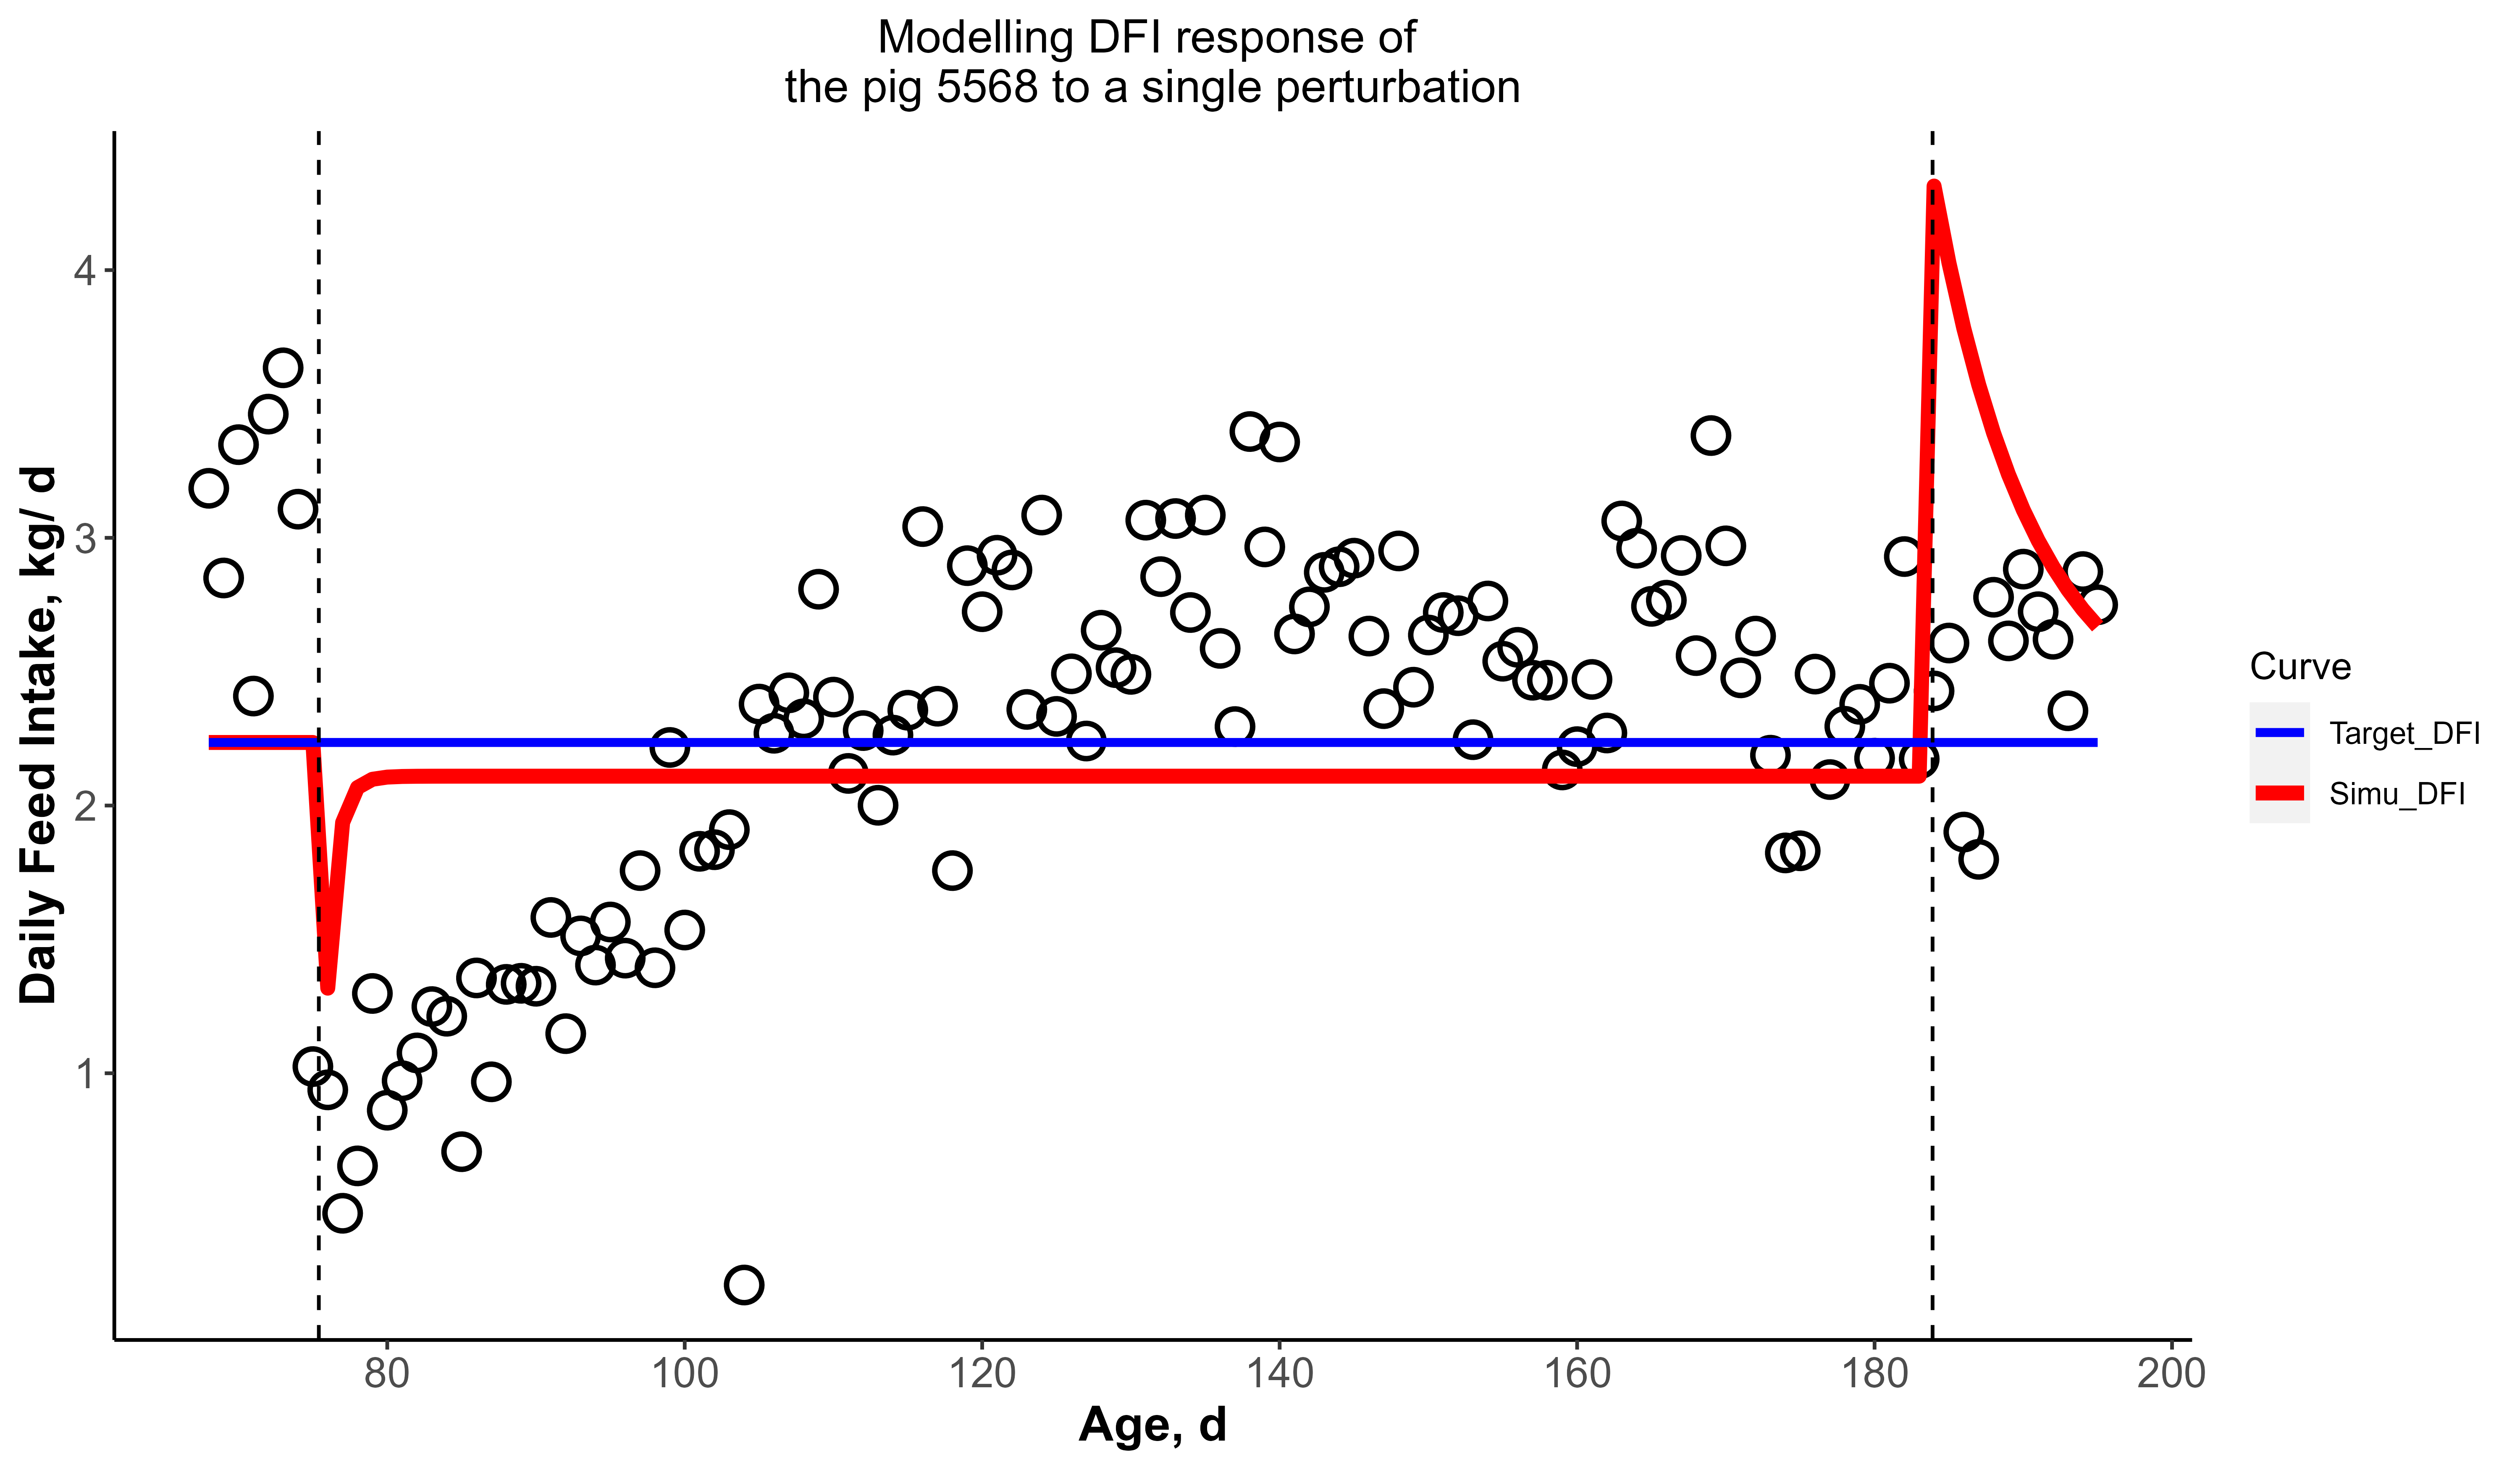 Modelling DFI response of
the pig 5568 to a single perturbation
Daily Feed Intake, kg/ d
4
3
2
1
80
100
120
140
160
180
200
Age, d
Curve
Target_DFI
Simu_DFI